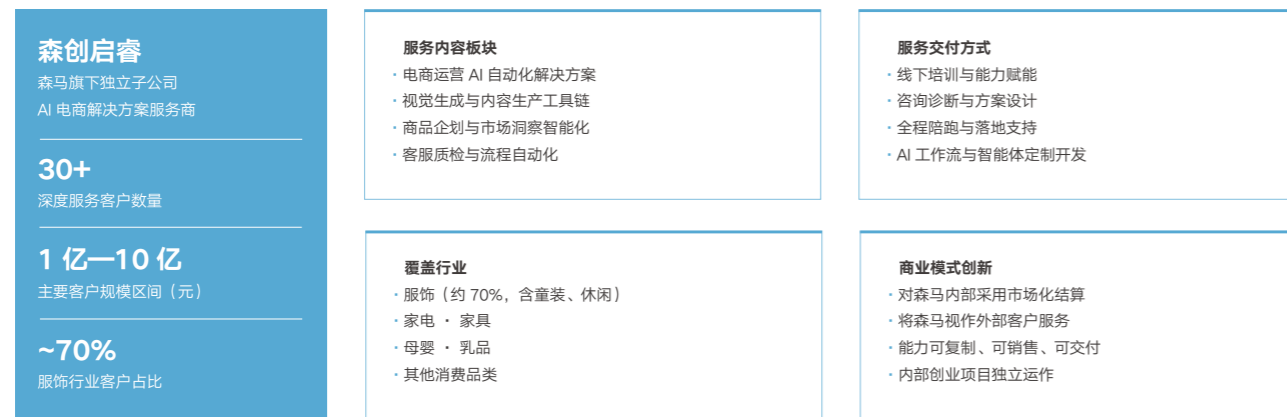 森创启睿
森马旗下独立子公司
AI 电商解决方案服务商
30+
深度服务客户数量
1 亿—10 亿
主要客户规模区间（元）
~70%
服饰行业客户占比
服务内容板块
· 电商运营 AI 自动化解决方案
· 视觉生成与内容生产工具链
· 商品企划与市场洞察智能化
· 客服质检与流程自动化
服务交付方式
· 线下培训与能力赋能
· 咨询诊断与方案设计
· 全程陪跑与落地支持
· AI 工作流与智能体定制开发
覆盖行业
· 服饰（约 70%，含童装、休闲）
· 家电 · 家具
· 母婴 · 乳品
· 其他消费品类
商业模式创新
· 对森马内部采用市场化结算
· 将森马视作外部客户服务
· 能力可复制、可销售、可交付
· 内部创业项目独立运作